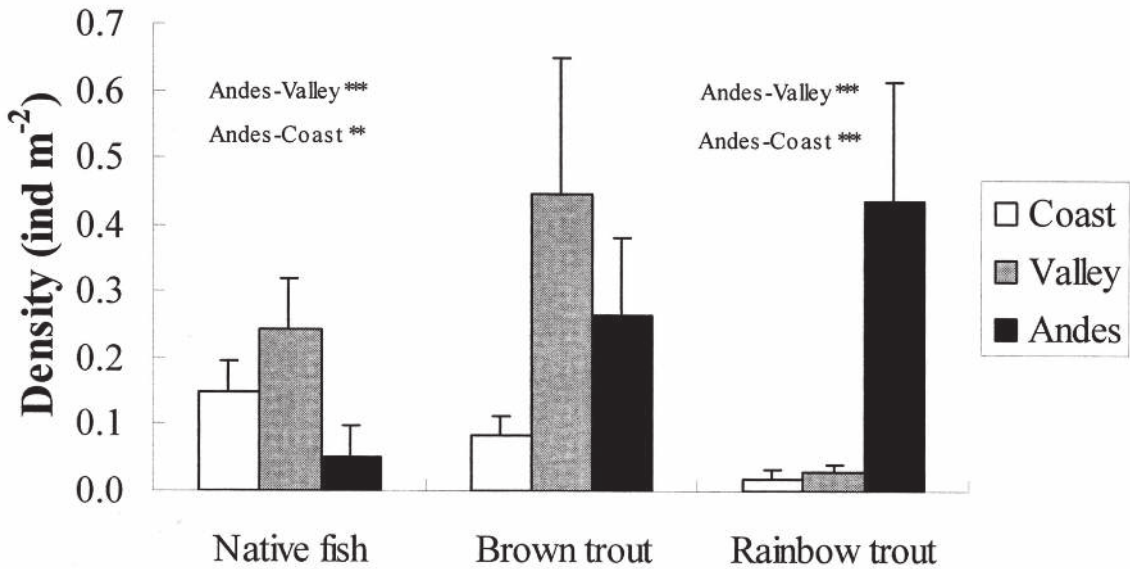 Density (ind m⁻²)
0.7
0.6
0.5
0.4
0.3
0.2
0.1
0.0
Andes-Valley ***
Andes-Coast **
Andes-Valley ***
Andes-Coast ***
Native fish
Brown trout
Rainbow trout
Coast
Valley
Andes